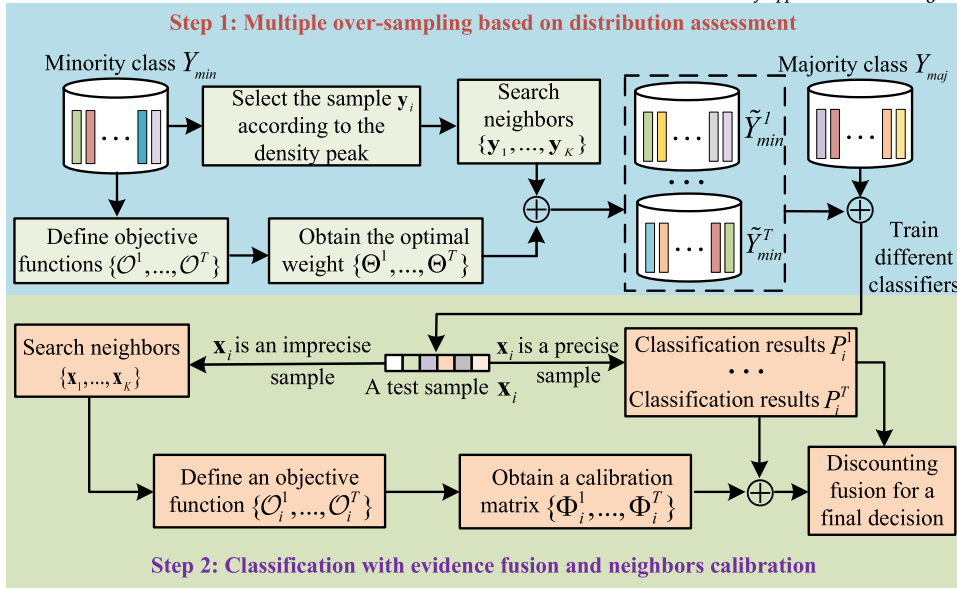 Step 1: Multiple over-sampling based on distribution assessment
Minority class Y_min
Select the sample y_i
according to the
density peak
Search
neighbors
{y_1,...,y_K}
Ỹ^1_min
...
Ỹ^T_min
Majority class Y_maj
...
...
Define objective
functions {O^1,...,O^T}
Obtain the optimal
weight {Θ^1,...,Θ^T}
Train
different
classifiers
Search neighbors
{x_1,...,x_K}
x_i is an imprecise
sample
A test sample x_i
x_i is a precise
sample
Classification results P_i^1
...
Classification results P_i^T
Define an objective
function {O_i^1,...,O_i^T}
Obtain a calibration
matrix {Φ_i^1,...,Φ_i^T}
Discounting
fusion for a
final decision
Step 2: Classification with evidence fusion and neighbors calibration